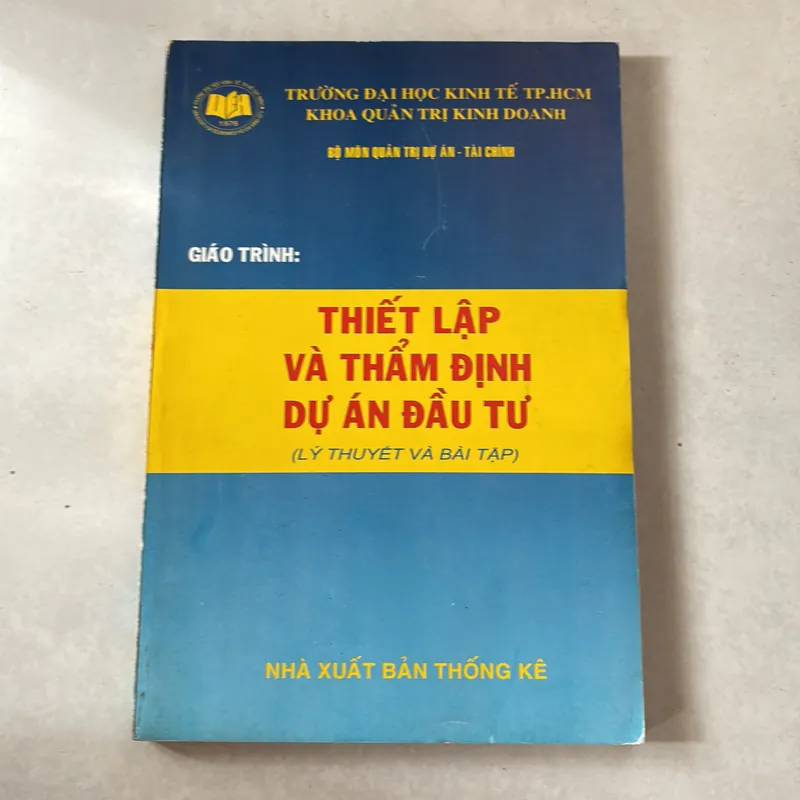 TRƯỜNG ĐẠI HỌC KINH TẾ TP.HCM
KHOA QUẢN TRỊ KINH DOANH
BỘ MÔN QUẢN TRỊ DỰ ÁN - TÀI CHÍNH
1976
GIÁO TRÌNH:
THIẾT LẬP
VÀ THẨM ĐỊNH
DỰ ÁN ĐẦU TƯ
(LÝ THUYẾT VÀ BÀI TẬP)
NHÀ XUẤT BẢN THỐNG KÊ